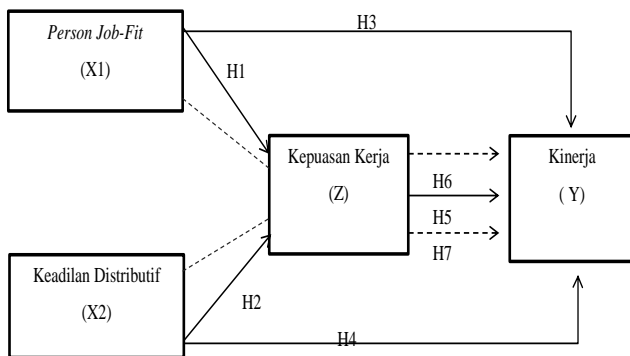 Person Job-Fit
(X1)
H3
H1
Kepuasan Kerja
(Z)
Kinerja
( Y)
H6
H5
H7
Keadilan Distributif
(X2)
H2
H4